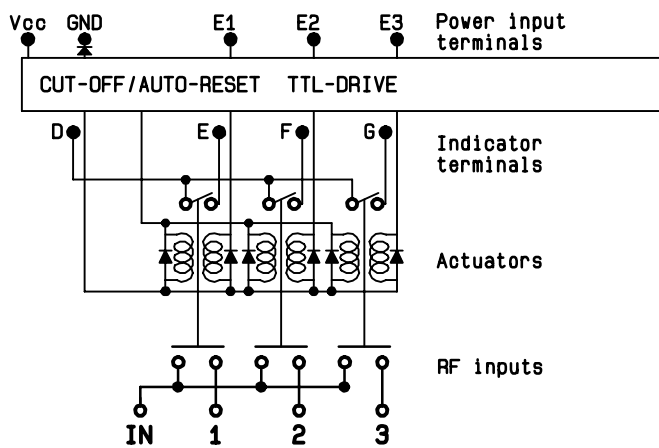 Vcc GND E1 E2 E3 Power input
terminals
CUT-OFF/AUTO-RESET TTL-DRIVE
D E F G Indicator
terminals
Actuators
RF inputs
IN 1 2 3